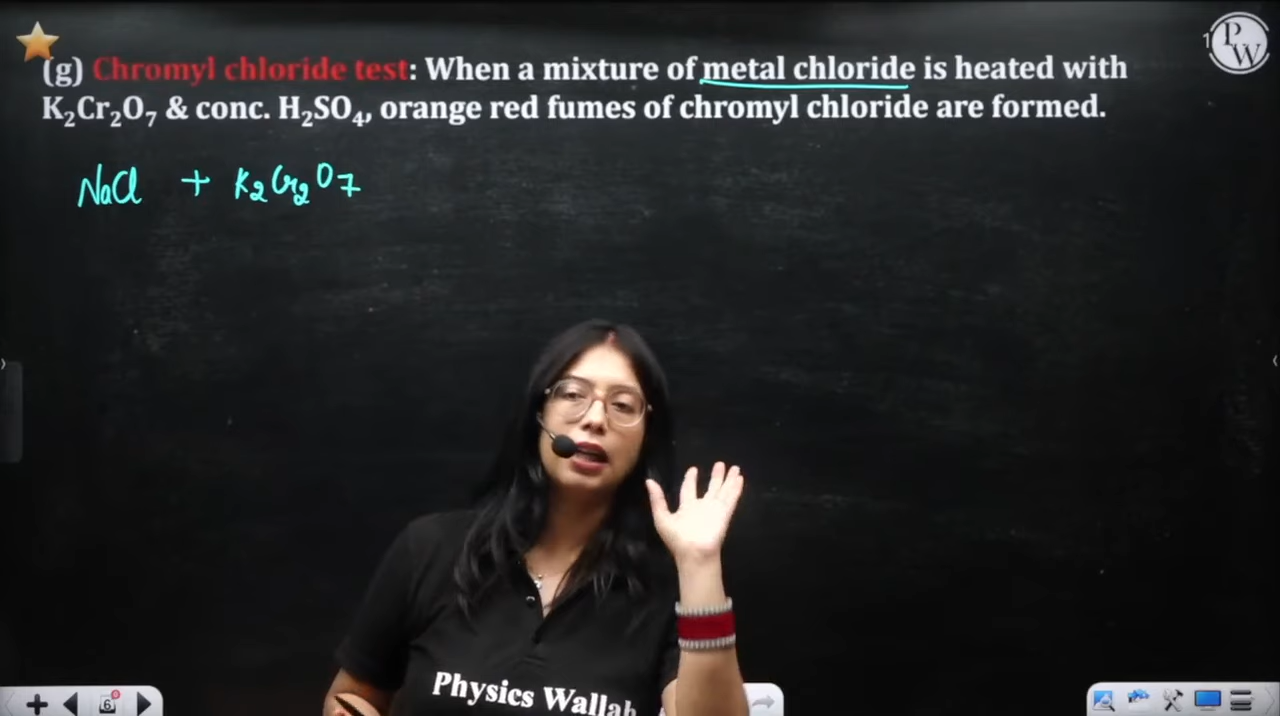 (g) Chromyl chloride test: When a mixture of metal chloride is heated with
K₂Cr₂O₇ & conc. H₂SO₄, orange red fumes of chromyl chloride are formed.
NaCl + K₂Cr₂O₇
PW
Physics Wallah
6